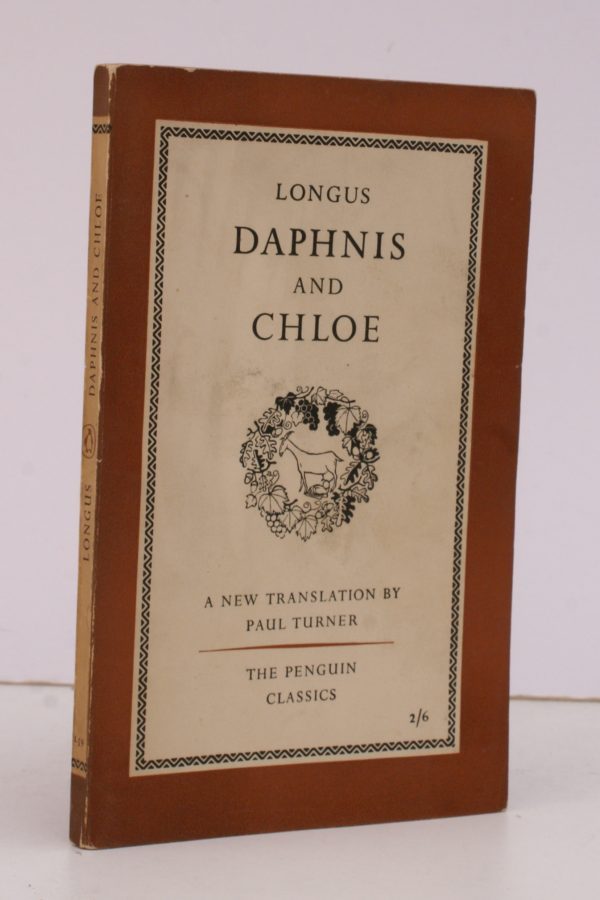 LONGUS
DAPHNIS
AND
CHLOE
A NEW TRANSLATION BY
PAUL TURNER
THE PENGUIN
CLASSICS
2/6
LONGUS
DAPHNIS AND CHLOE